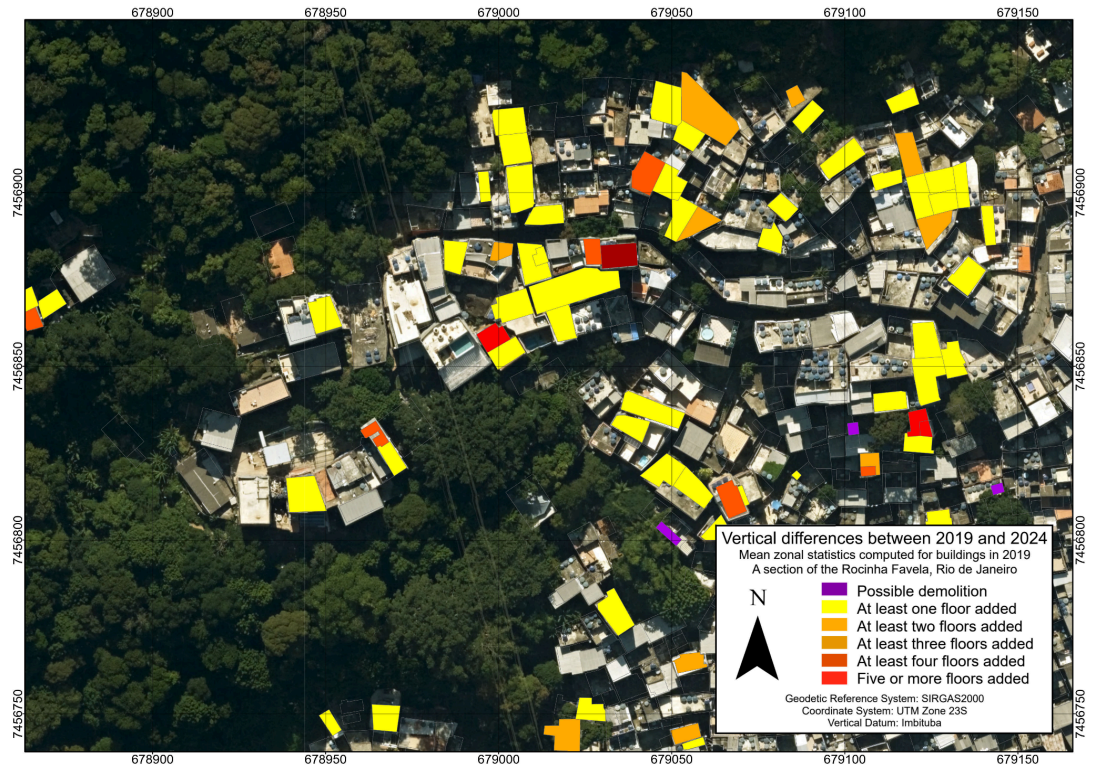 678900 678950 679000 679050 679100 679150
7456900 7456900
7456850 7456850
7456800 7456800
Vertical differences between 2019 and 2024
Mean zonal statistics computed for buildings in 2019
A section of the Rocinha Favela, Rio de Janeiro
N
Possible demolition
At least one floor added
At least two floors added
At least three floors added
At least four floors added
Five or more floors added
Geodetic Reference System: SIRGAS2000
Coordinate System: UTM Zone 23S
Vertical Datum: Imbituba
7456750 7456750
678900 678950 679000 679050 679100 679150